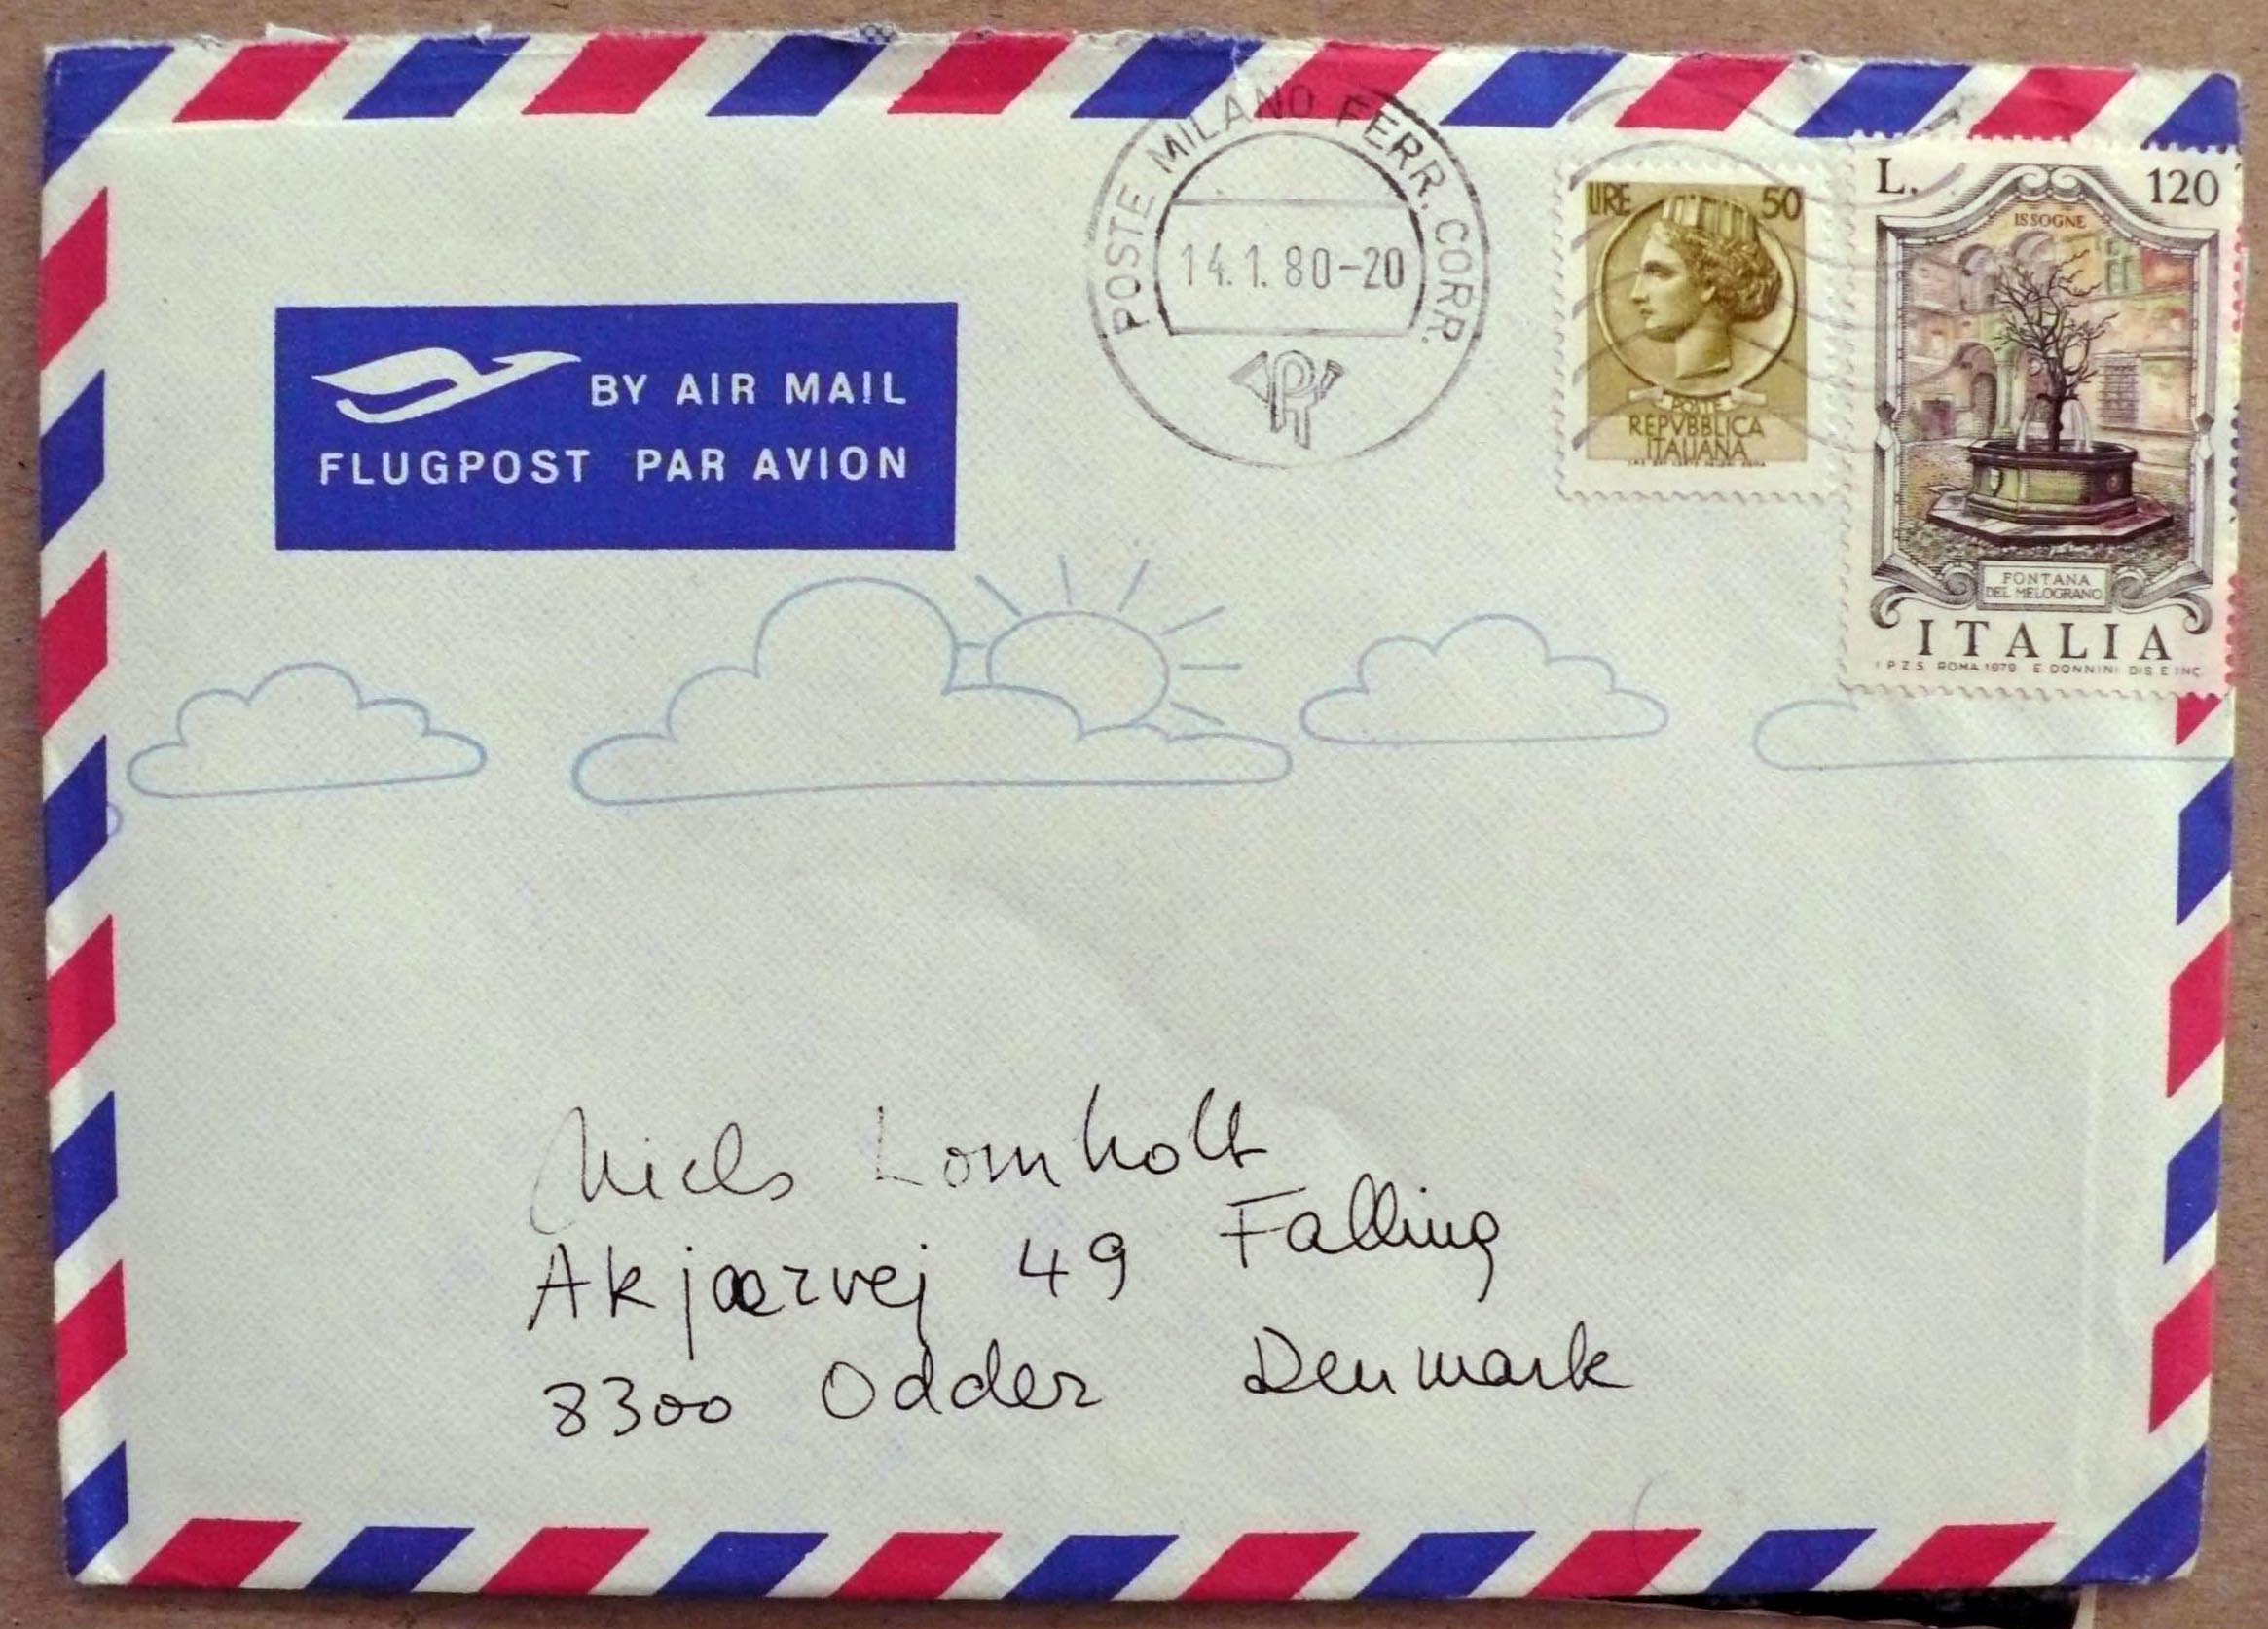 POSTE MILANO FERR. CORR.
14.1.80-20
PT
LIRE 50
POSTE
REPVBBLICA
ITALIANA
L. 120
ISSOGNE
FONTANA
DEL MELOGRANO
ITALIA
I.P.Z.S. ROMA 1979 E. DONNINI DIS. E INC.
BY AIR MAIL
FLUGPOST PAR AVION
Niels Lomholt
Akjærvej 49 Falling
8300 Odder Denmark